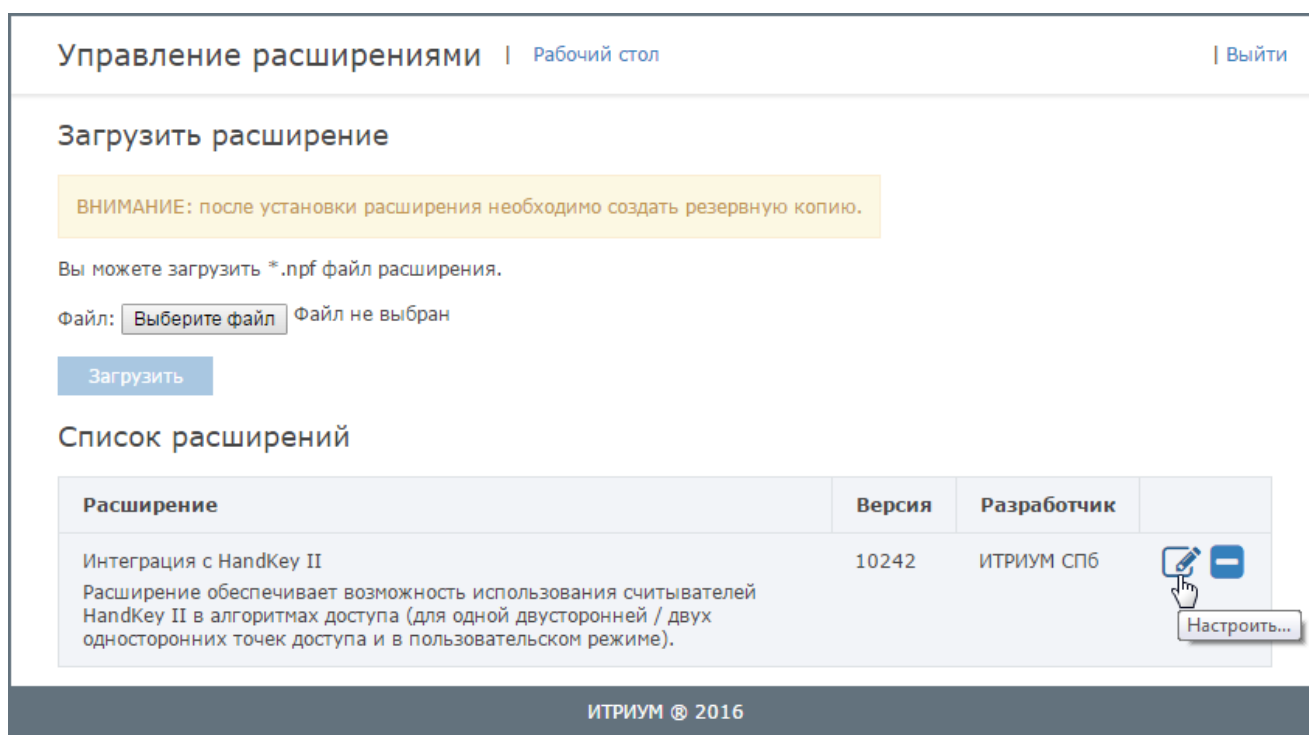 Управление расширениями | Рабочий стол | Выйти
Загрузить расширение
ВНИМАНИЕ: после установки расширения необходимо создать резервную копию.
Вы можете загрузить *.npf файл расширения.
Файл: Выберите файл Файл не выбран
Загрузить
Список расширений
Расширение Версия Разработчик
Интеграция с HandKey II 10242 ИТРИУМ СПб
Расширение обеспечивает возможность использования считывателей
HandKey II в алгоритмах доступа (для одной двусторонней / двух
односторонних точек доступа и в пользовательском режиме).
Настроить...
ИТРИУМ ® 2016